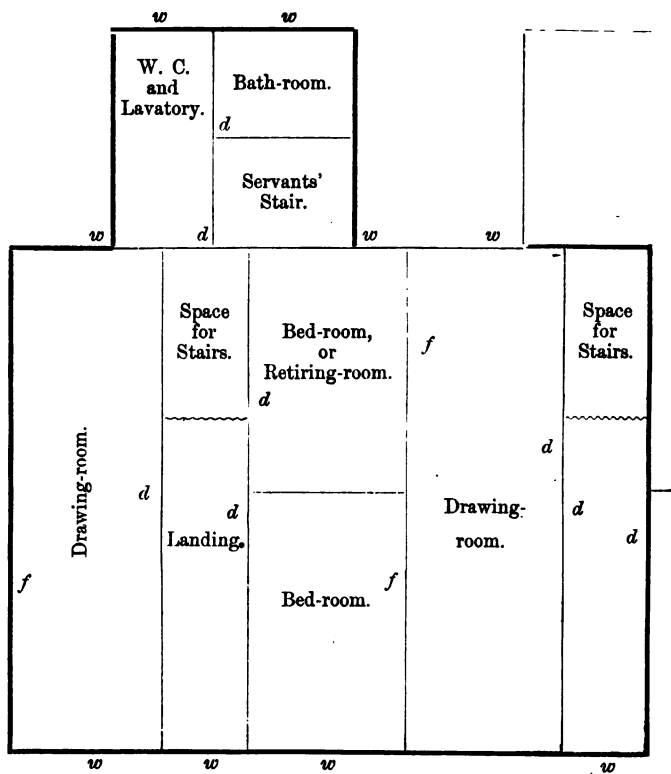 w w
W. C.
and
Lavatory.
Bath-room.
d
Servants'
Stair.
w d w w
Space
for
Stairs.
Bed-room,
or
Retiring-room.
f
Space
for
Stairs.
d
d
Drawing-room.
d
d
Landing.
Drawing-
room.
d
d
f
Bed-room.
f
w w w w